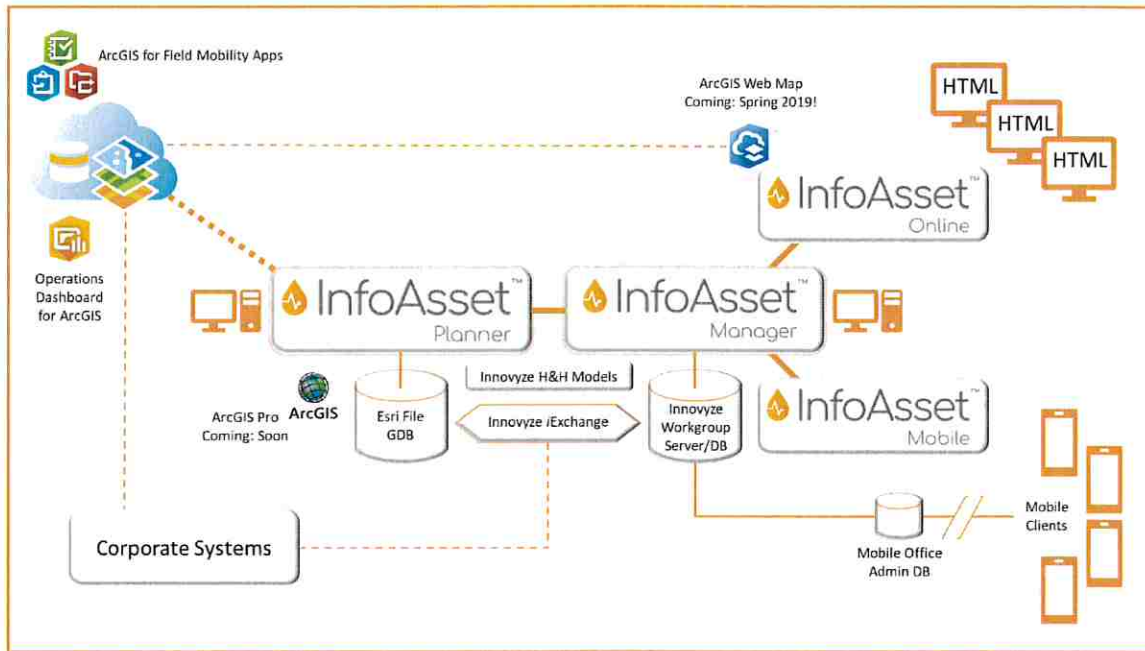 ArcGIS for Field Mobility Apps
ArcGIS Web Map
Coming: Spring 2019!
HTML
HTML
HTML
InfoAsset™
Online
Operations
Dashboard
for ArcGIS
InfoAsset™
Planner
InfoAsset™
Manager
Innovyze H&H Models
ArcGIS Pro
Coming: Soon
ArcGIS
Esri File
GDB
Innovyze iExchange
Innovyze
Workgroup
Server/DB
InfoAsset™
Mobile
Corporate Systems
Mobile Office
Admin DB
Mobile
Clients